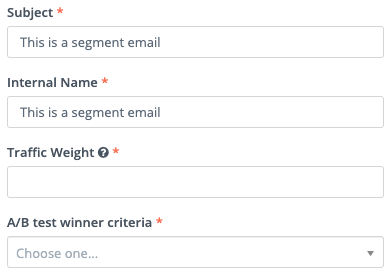 Subject *
This is a segment email
Internal Name *
This is a segment email
Traffic Weight ? *
A/B test winner criteria *
Choose one...